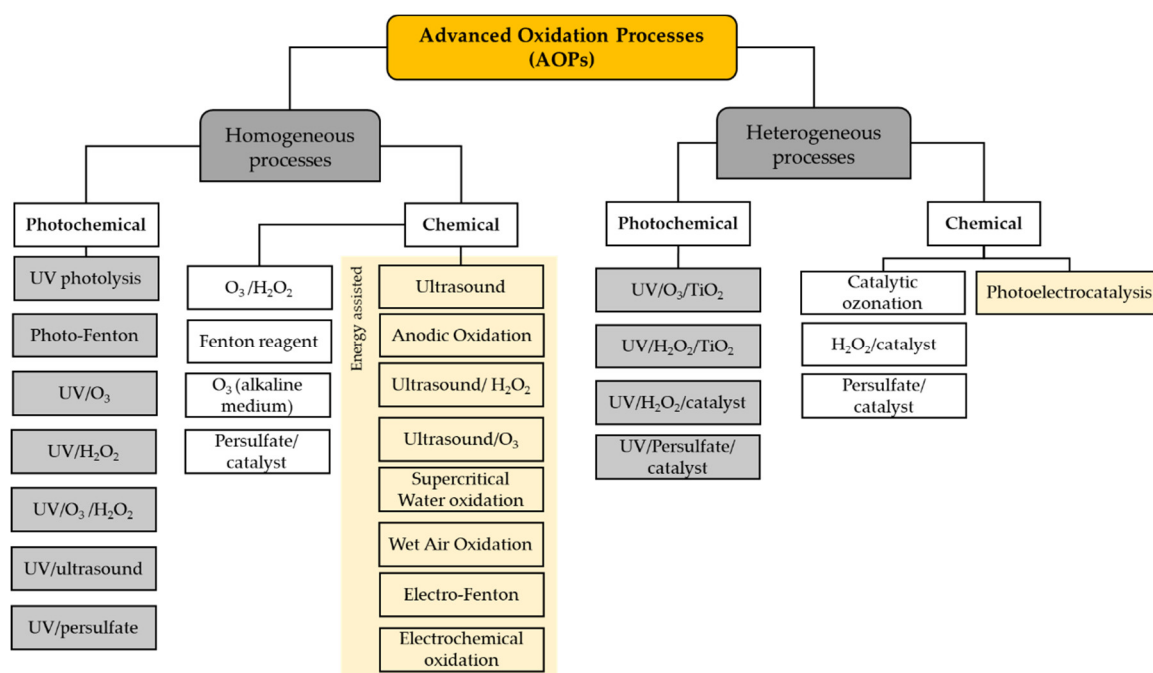 Advanced Oxidation Processes
(AOPs)
Homogeneous
processes
Heterogeneous
processes
Photochemical
Chemical
Photochemical
Chemical
UV photolysis
Photo-Fenton
UV/O₃
UV/H₂O₂
UV/O₃/H₂O₂
UV/ultrasound
UV/persulfate
O₃/H₂O₂
Fenton reagent
O₃ (alkaline
medium)
Persulfate/
catalyst
Energy assisted
Ultrasound
Anodic Oxidation
Ultrasound/ H₂O₂
Ultrasound/O₃
Supercritical
Water oxidation
Wet Air Oxidation
Electro-Fenton
Electrochemical
oxidation
UV/O₃/TiO₂
UV/H₂O₂/TiO₂
UV/H₂O₂/catalyst
UV/Persulfate/
catalyst
Catalytic
ozonation
H₂O₂/catalyst
Persulfate/
catalyst
Photoelectrocatalysis